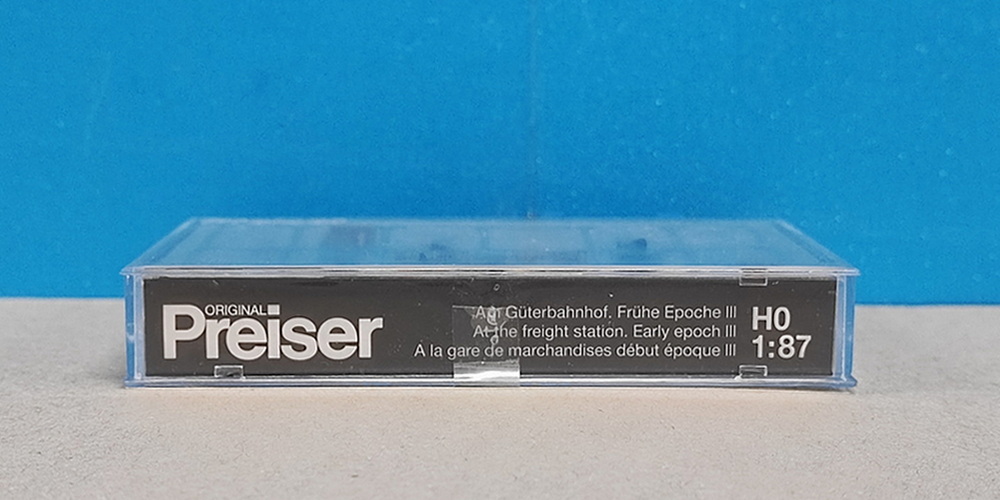 ORIGINAL
Preiser
Am Güterbahnhof. Frühe Epoche III
At the freight station. Early epoch III
A la gare de marchandises début époque III
H0
1:87